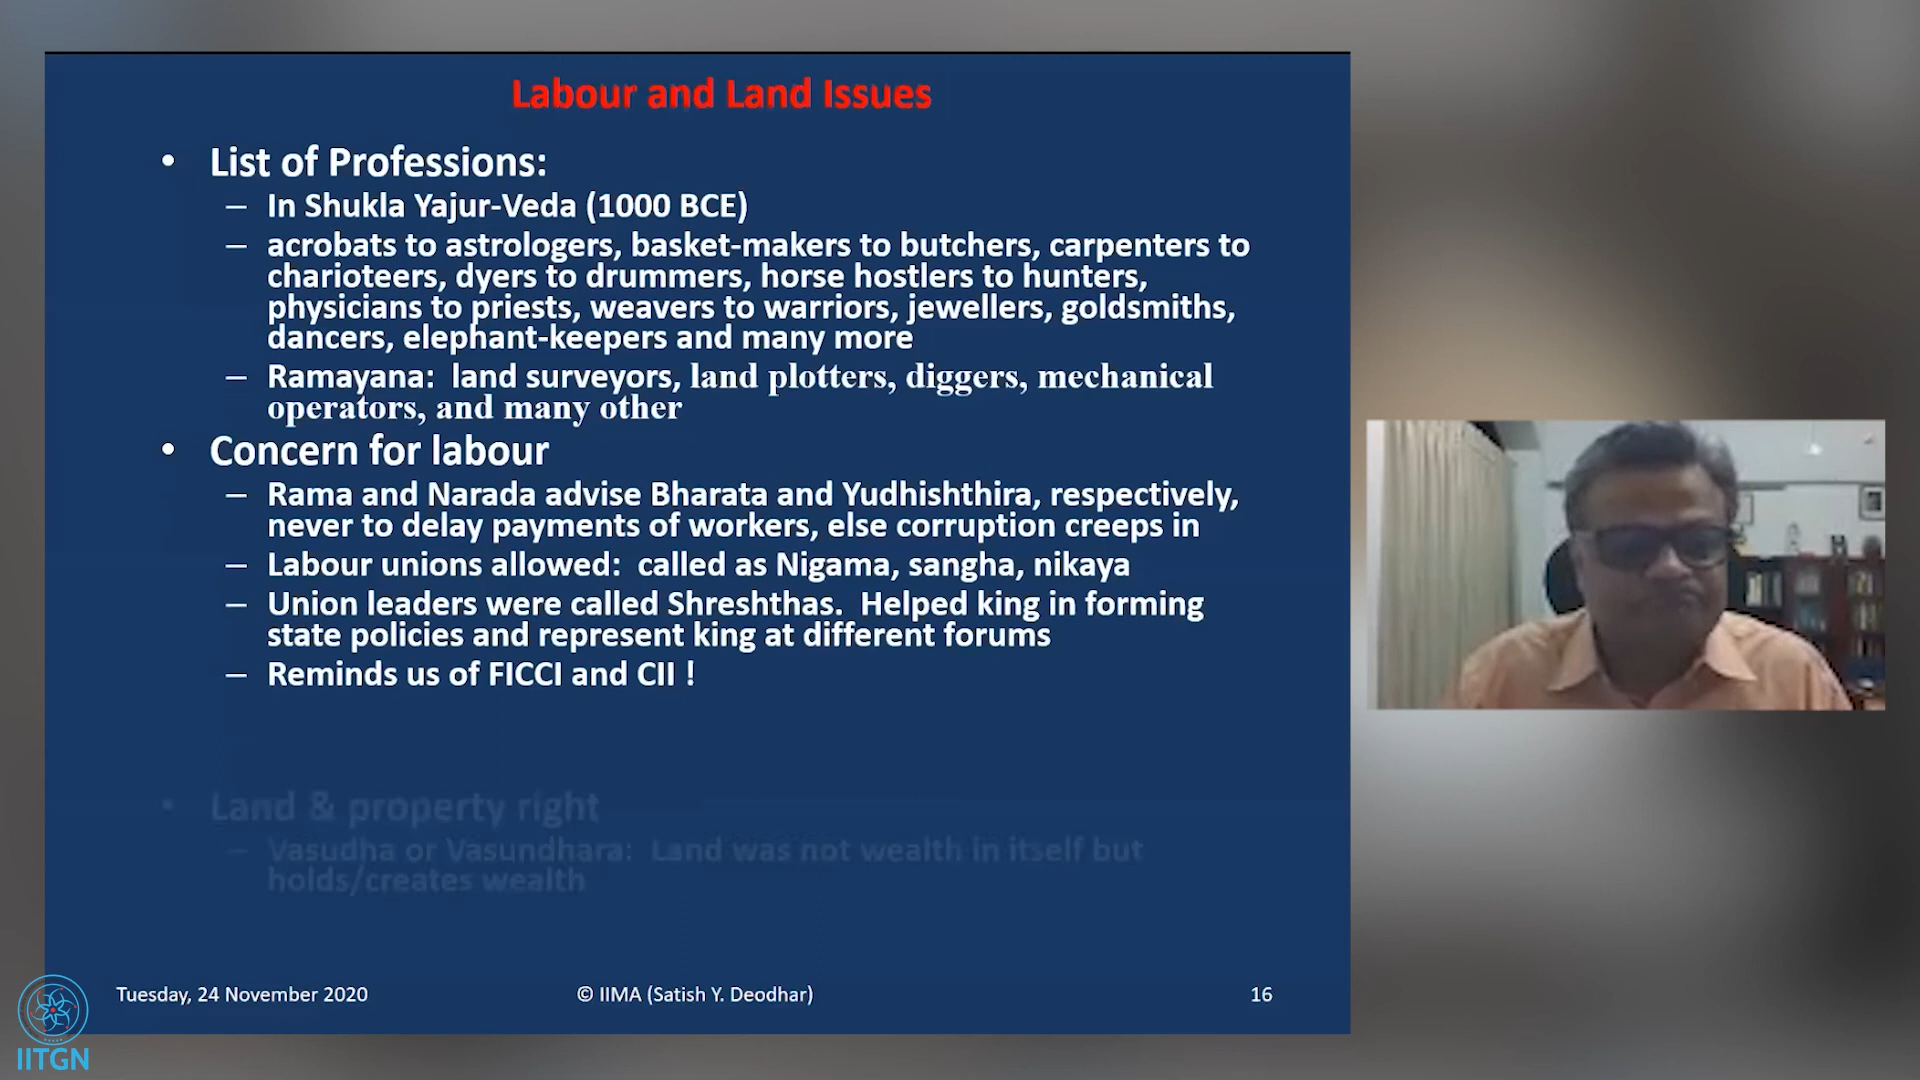 Labour and Land Issues
• List of Professions:
– In Shukla Yajur-Veda (1000 BCE)
– acrobats to astrologers, basket-makers to butchers, carpenters to
charioteers, dyers to drummers, horse hostlers to hunters,
physicians to priests, weavers to warriors, jewellers, goldsmiths,
dancers, elephant-keepers and many more
– Ramayana: land surveyors, land plotters, diggers, mechanical
operators, and many other
• Concern for labour
– Rama and Narada advise Bharata and Yudhishthira, respectively,
never to delay payments of workers, else corruption creeps in
– Labour unions allowed: called as Nigama, sangha, nikaya
– Union leaders were called Shreshthas. Helped king in forming
state policies and represent king at different forums
– Reminds us of FICCI and CII !
• Land & property right
– Vasudha or Vasundhara: Land was not wealth in itself but
holds/creates wealth
Tuesday, 24 November 2020
© IIMA (Satish Y. Deodhar)
16
IITGN